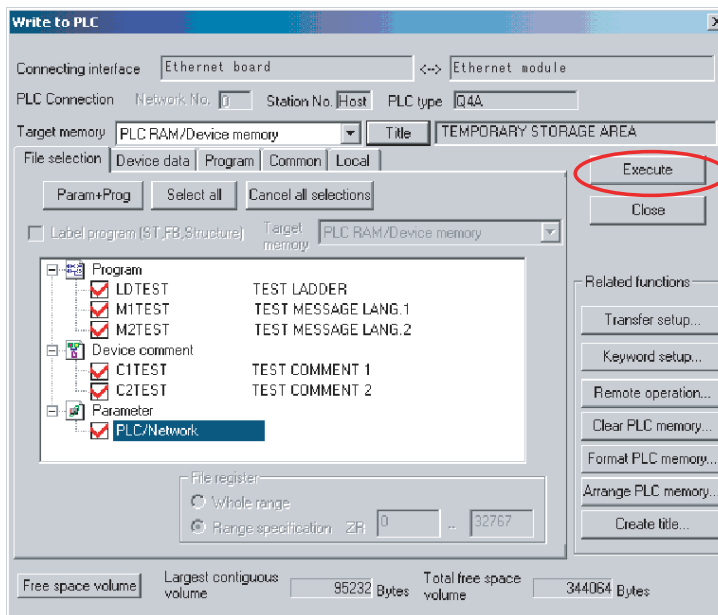 Write to PLC
Connecting interface Ethernet board <--> Ethernet module
PLC Connection Network No. 0 Station No. Host PLC type Q4A
Target memory PLC RAM/Device memory Title TEMPORARY STORAGE AREA
File selection Device data Program Common Local
Execute
Param+Prog Select all Cancel all selections
Close
Label program (ST,FB,Structure) Target memory PLC RAM/Device memory
Program
LDTEST TEST LADDER
M1TEST TEST MESSAGE LANG.1
M2TEST TEST MESSAGE LANG.2
Device comment
C1TEST TEST COMMENT 1
C2TEST TEST COMMENT 2
Parameter
PLC/Network
Related functions
Transfer setup...
Keyword setup...
Remote operation...
Clear PLC memory...
Format PLC memory...
Arrange PLC memory...
Create title...
File register
Whole range
Range specification ZR 0 .. 32767
Free space volume Largest contiguous volume 95232 Bytes Total free space volume 344064 Bytes